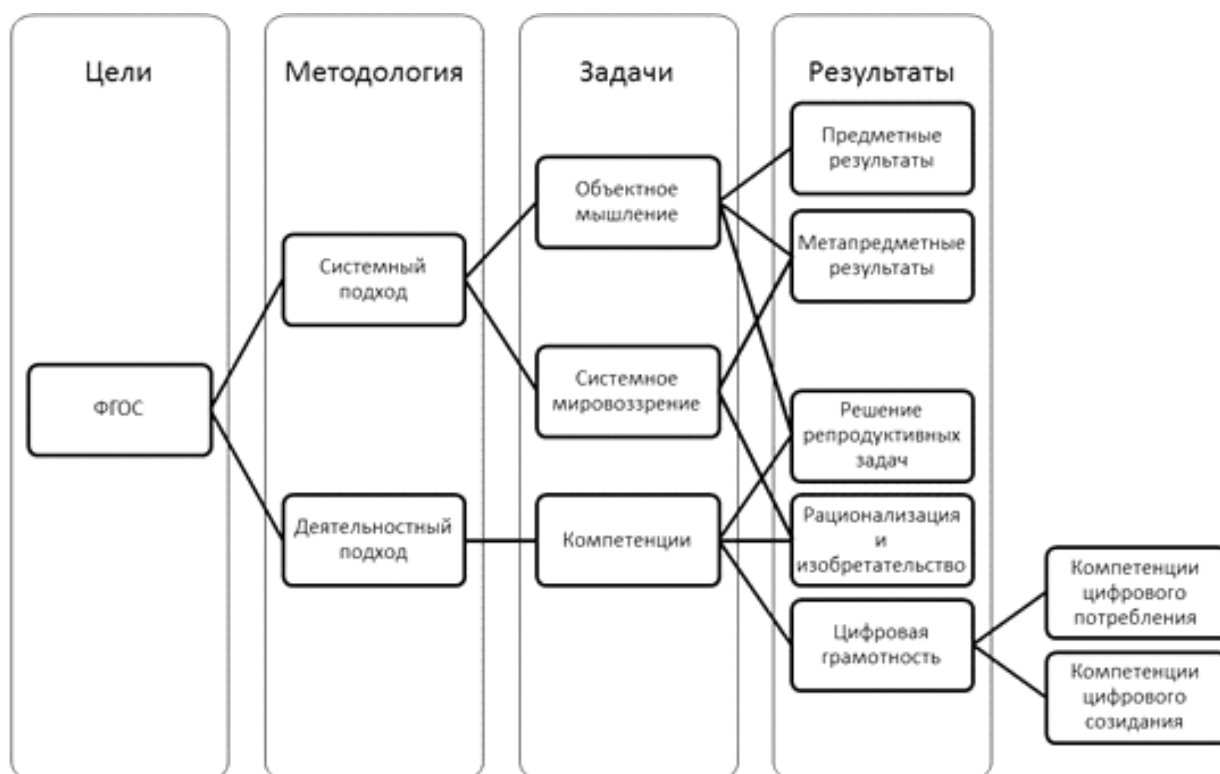 Цели
Методология
Задачи
Результаты
ФГОС
Системный
подход
Деятельностный
подход
Объектное
мышление
Системное
мировоззрение
Компетенции
Предметные
результаты
Метапредметные
результаты
Решение
репродуктивных
задач
Рационализация
и
изобретательство
Цифровая
грамотность
Компетенции
цифрового
потребления
Компетенции
цифрового
созидания